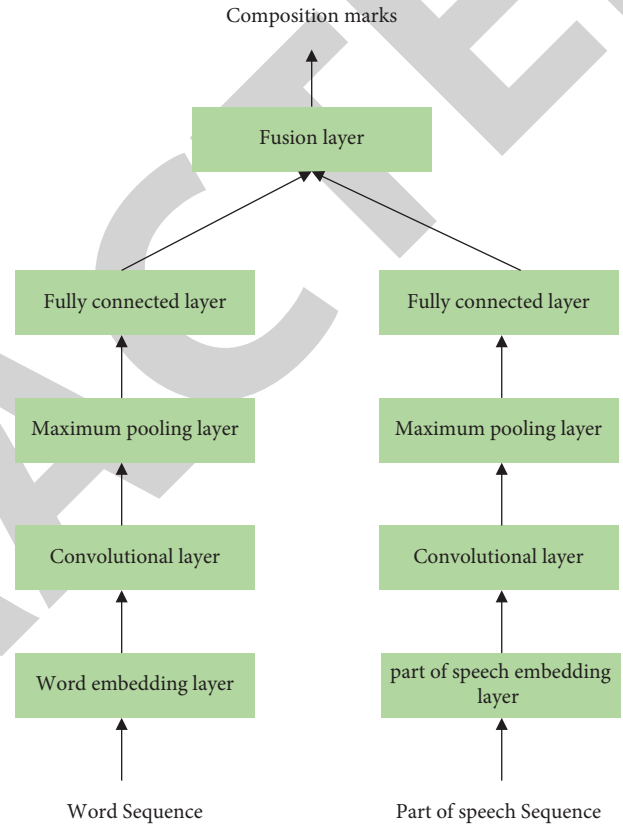 Composition marks
Fusion layer
Fully connected layer
Fully connected layer
Maximum pooling layer
Maximum pooling layer
Convolutional layer
Convolutional layer
Word embedding layer
part of speech embedding
layer
Word Sequence
Part of speech Sequence